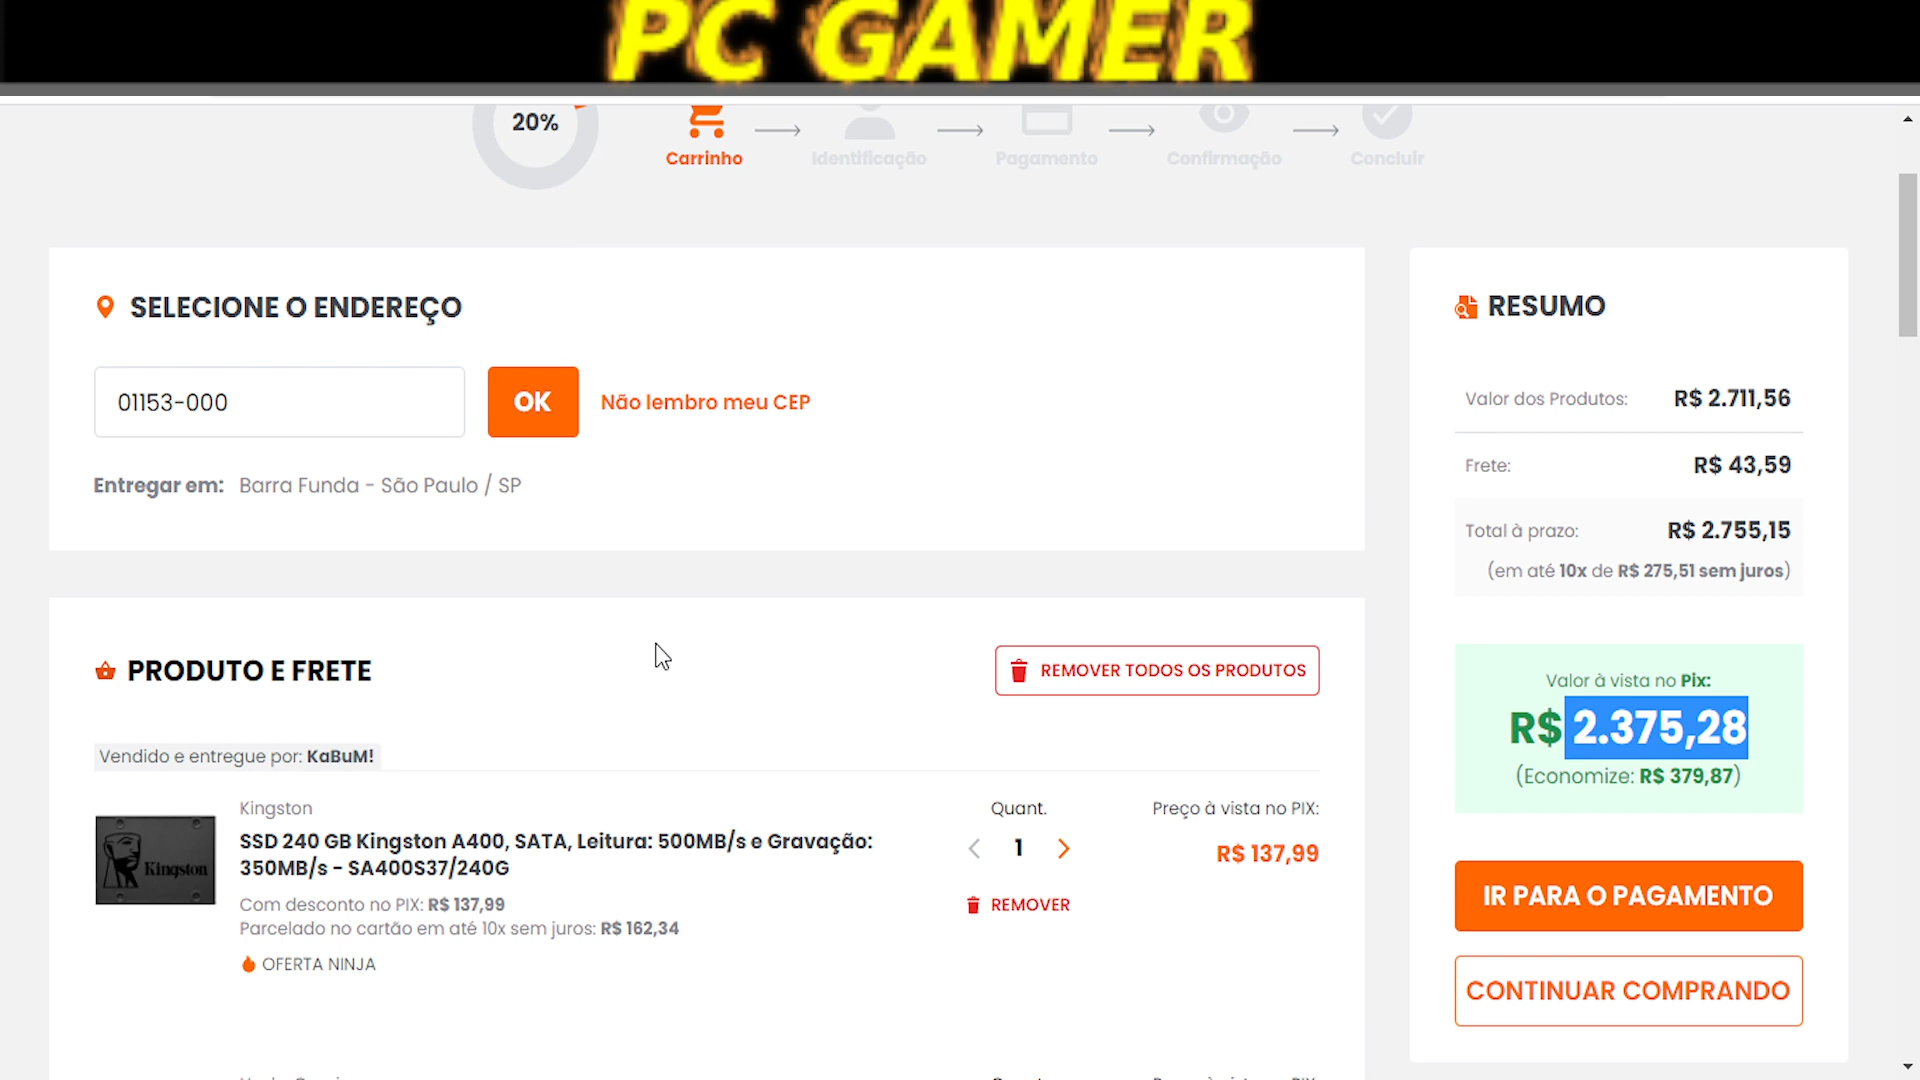 PC GAMER
20%
Carrinho
Identificação
Pagamento
Confirmação
Concluir
SELECIONE O ENDEREÇO
01153-000
OK
Não lembro meu CEP
Entregar em: Barra Funda - São Paulo / SP
RESUMO
Valor dos Produtos: R$ 2.711,56
Frete: R$ 43,59
Total à prazo: R$ 2.755,15
(em até 10x de R$ 275,51 sem juros)
Valor à vista no Pix:
R$ 2.375,28
(Economize: R$ 379,87)
IR PARA O PAGAMENTO
CONTINUAR COMPRANDO
PRODUTO E FRETE
REMOVER TODOS OS PRODUTOS
Vendido e entregue por: KaBuM!
Kingston
Kingston
SSD 240 GB Kingston A400, SATA, Leitura: 500MB/s e Gravação:
350MB/s - SA400S37/240G
Com desconto no PIX: R$ 137,99
Parcelado no cartão em até 10x sem juros: R$ 162,34
OFERTA NINJA
Quant.
1
REMOVER
Preço à vista no PIX:
R$ 137,99